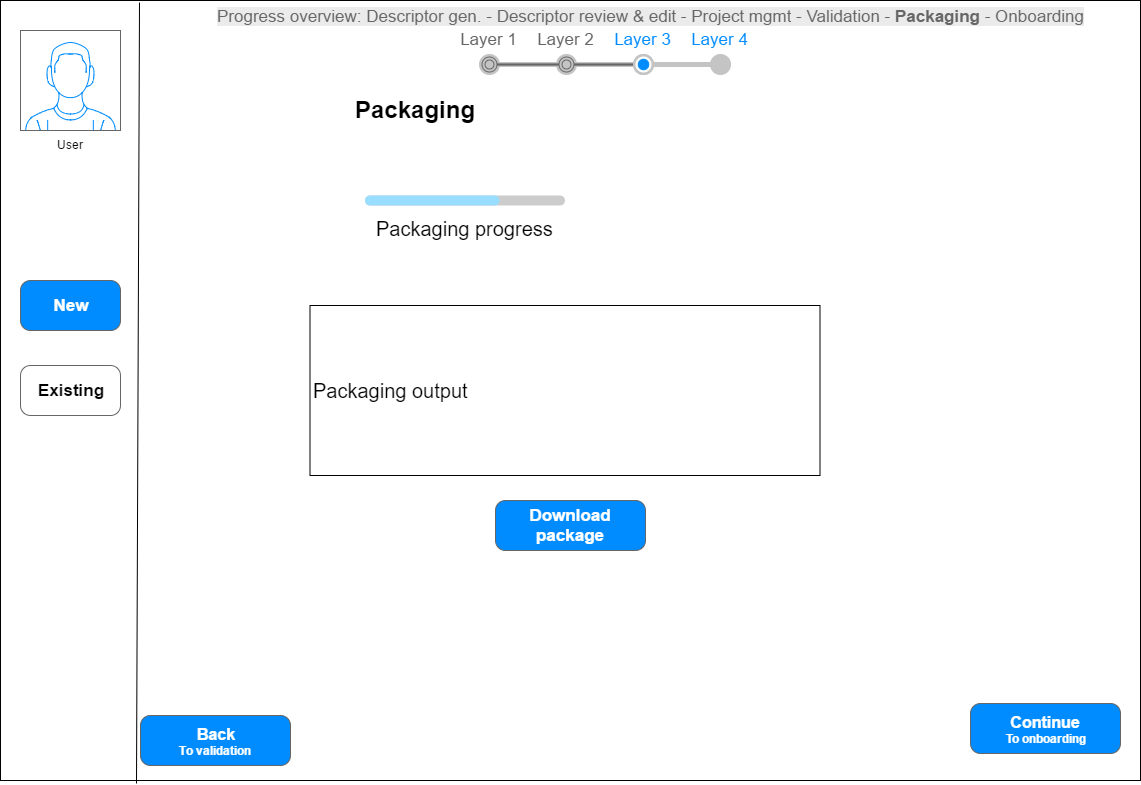 Progress overview: Descriptor gen. - Descriptor review & edit - Project mgmt - Validation - Packaging - Onboarding
Layer 1 Layer 2 Layer 3 Layer 4
Packaging
User
Packaging progress
New
Existing
Packaging output
Download
package
Back
To validation
Continue
To onboarding